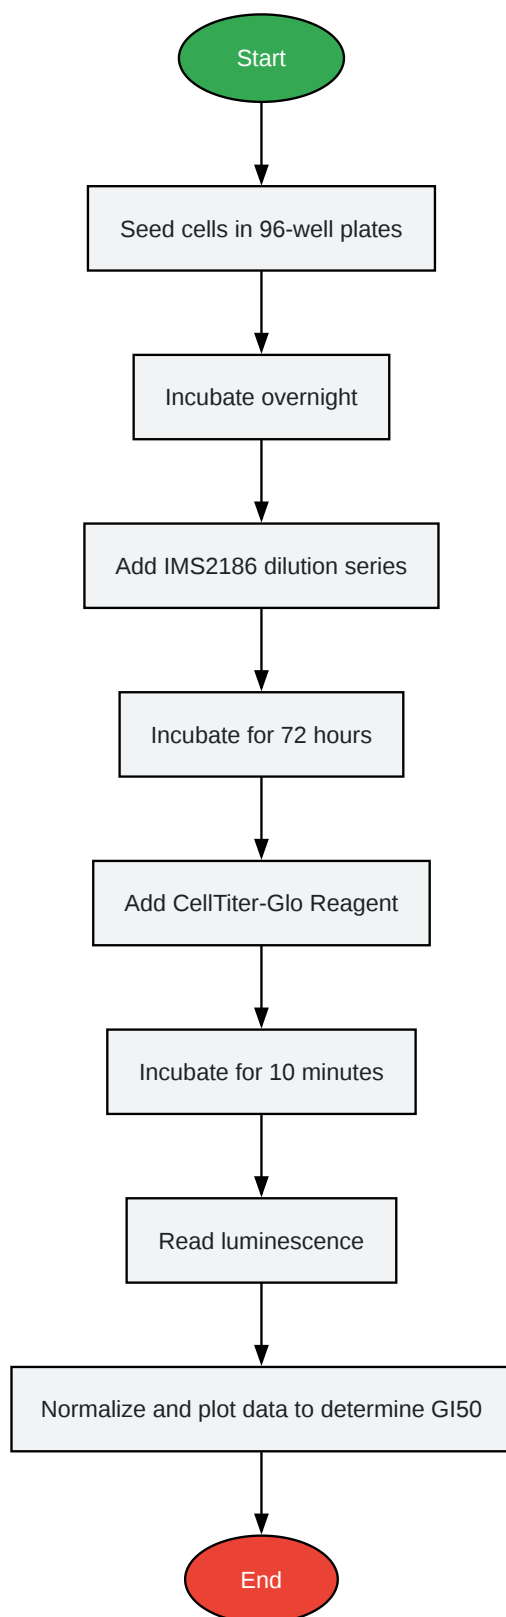 Start
Seed cells in 96-well plates
Incubate overnight
Add IMS2186 dilution series
Incubate for 72 hours
Add CellTiter-Glo Reagent
Incubate for 10 minutes
Read luminescence
Normalize and plot data to determine GI50
End